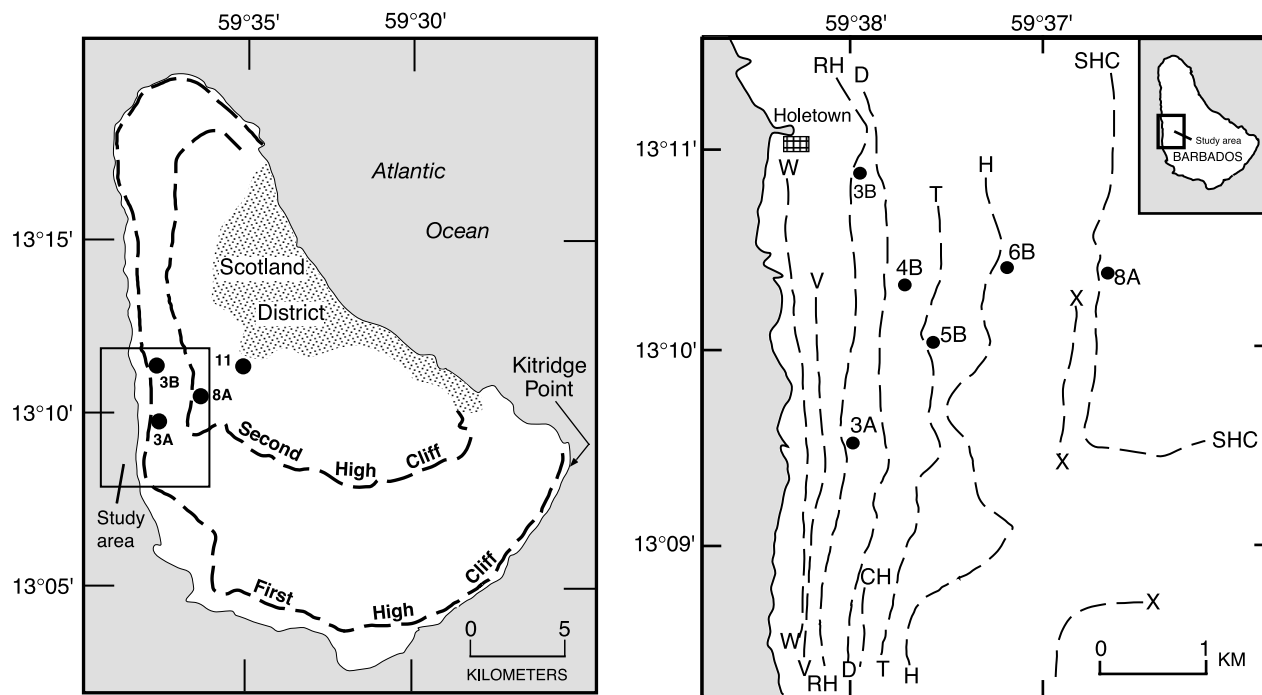 59°35'
59°30'
Atlantic
Ocean
13°15'
Scotland
District
11
3B
8A
Kitridge
Point
13°10'
3A
Second
High
Cliff
Study
area
13°05'
First
High
Cliff
0
5
KILOMETERS
59°38'
59°37'
RH
D
SHC
Holetown
Study area
BARBADOS
13°11'
W
3B
H
T
6B
4B
V
8A
X
5B
13°10'
3A
SHC
X
13°09'
CH
X
W
V
RH
D
T
H
0
1
KM